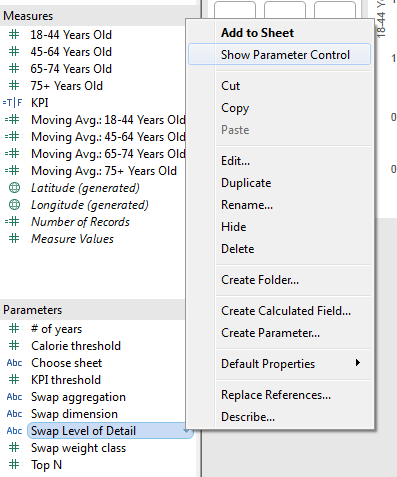 Measures
18-44 Years Old
45-64 Years Old
65-74 Years Old
75+ Years Old
=T|F KPI
Moving Avg.: 18-44 Years Old
Moving Avg.: 45-64 Years Old
Moving Avg.: 65-74 Years Old
Moving Avg.: 75+ Years Old
Latitude (generated)
Longitude (generated)
Number of Records
Measure Values
Parameters
# of years
Calorie threshold
Abc Choose sheet
KPI threshold
Abc Swap aggregation
Abc Swap dimension
Abc Swap Level of Detail
Swap weight class
Top N
Add to Sheet
Show Parameter Control
Cut
Copy
Paste
Edit...
Duplicate
Rename...
Hide
Delete
Create Folder...
Create Calculated Field...
Create Parameter...
Default Properties
Replace References...
Describe...
18-44 Y
1
0
0